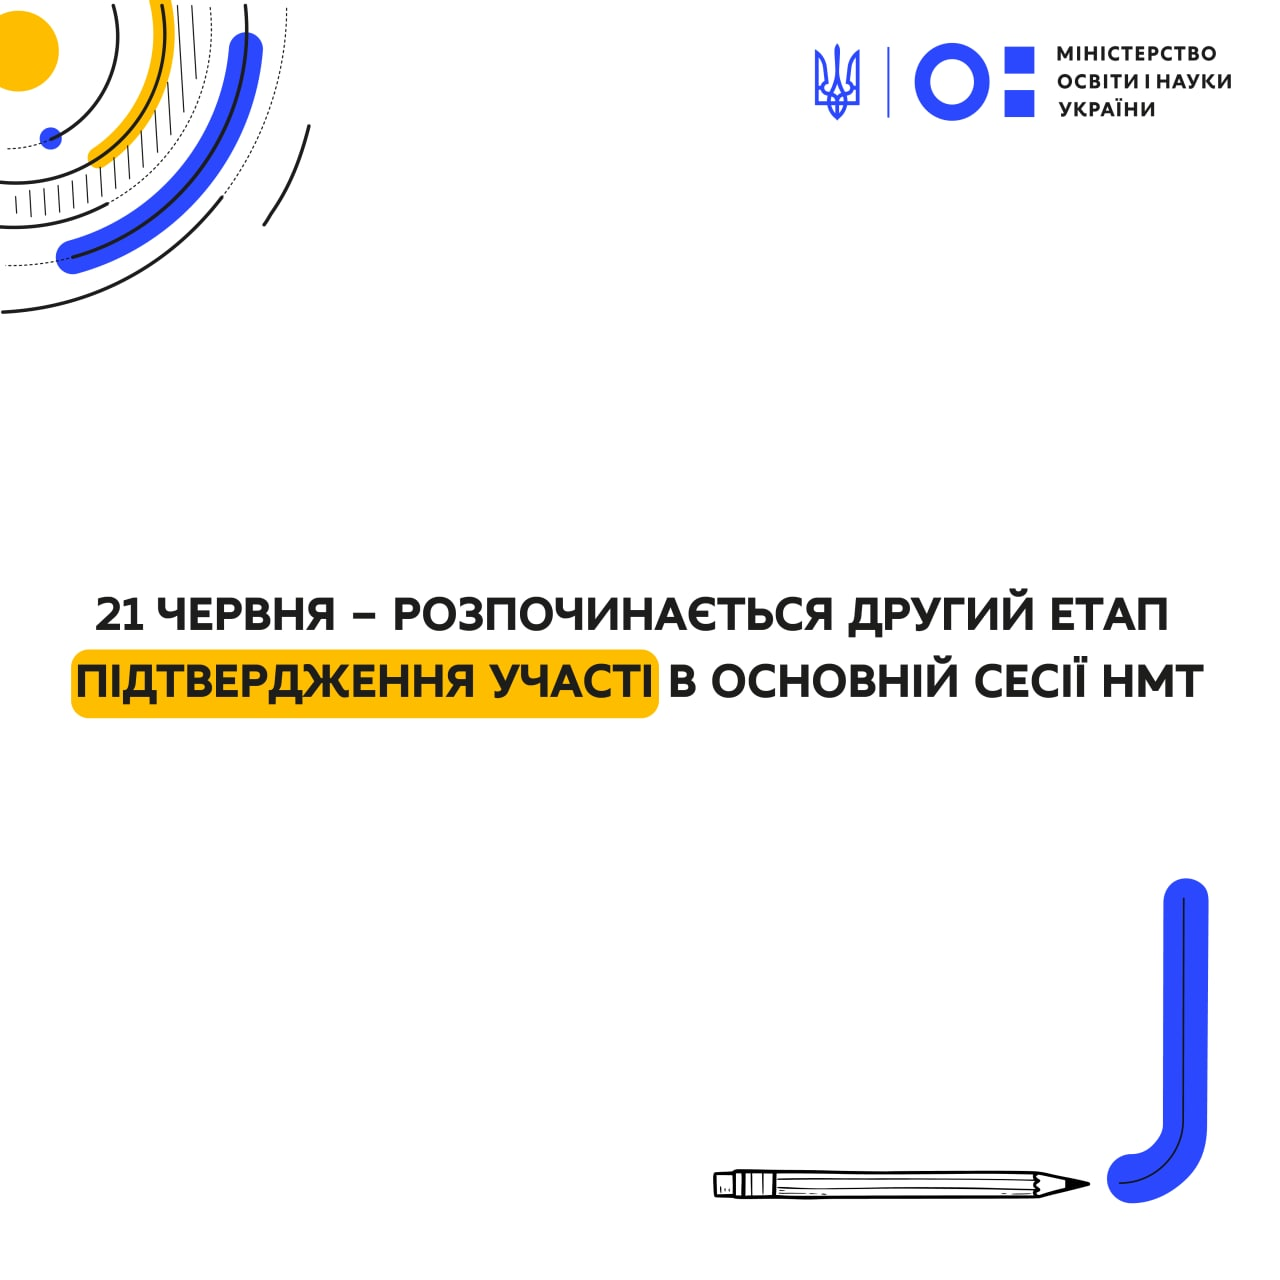 МІНІСТЕРСТВО
ОСВІТИ І НАУКИ
УКРАЇНИ
21 ЧЕРВНЯ – РОЗПОЧИНАЄТЬСЯ ДРУГИЙ ЕТАП
ПІДТВЕРДЖЕННЯ УЧАСТІ В ОСНОВНІЙ СЕСІЇ НМТ